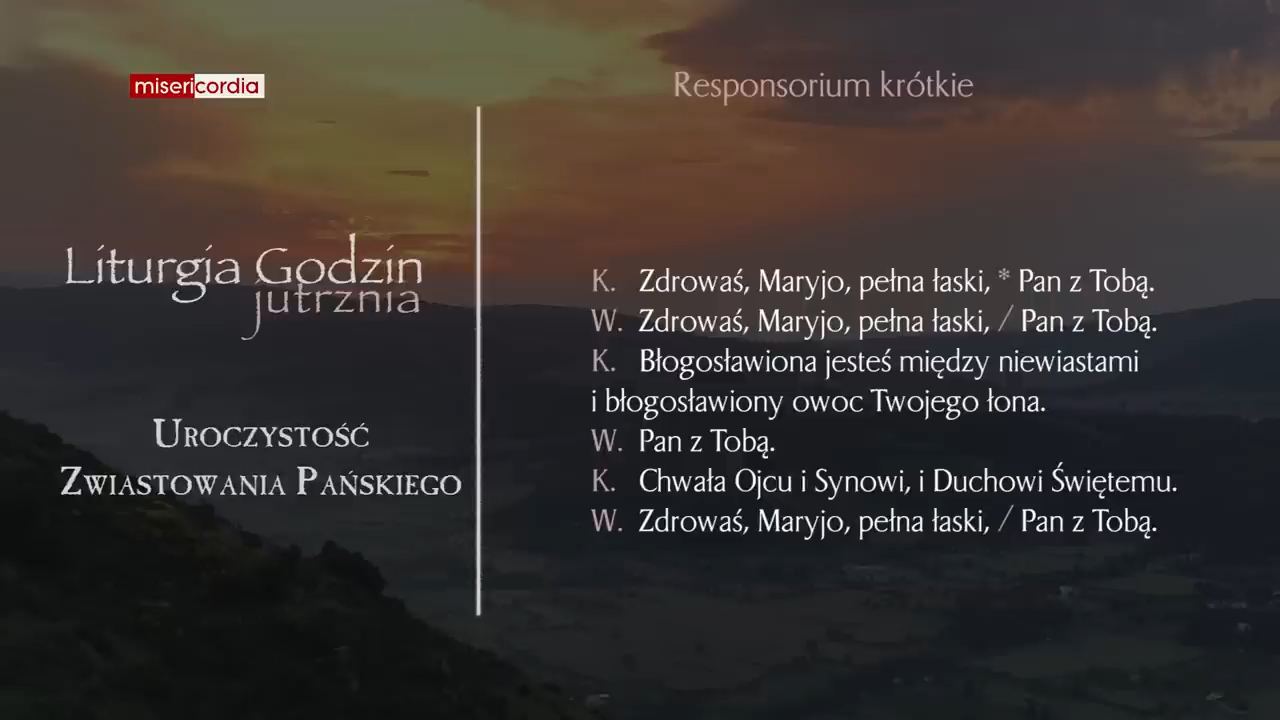 misericordia
Responsorium krótkie
Liturgia Godzin
jutrznia
Uroczystość
Zwiastowania Pańskiego
K. Zdrowaś, Maryjo, pełna łaski, * Pan z Tobą.
W. Zdrowaś, Maryjo, pełna łaski, / Pan z Tobą.
K. Błogosławiona jesteś między niewiastami
i błogosławiony owoc Twojego łona.
W. Pan z Tobą.
K. Chwała Ojcu i Synowi, i Duchowi Świętemu.
W. Zdrowaś, Maryjo, pełna łaski, / Pan z Tobą.